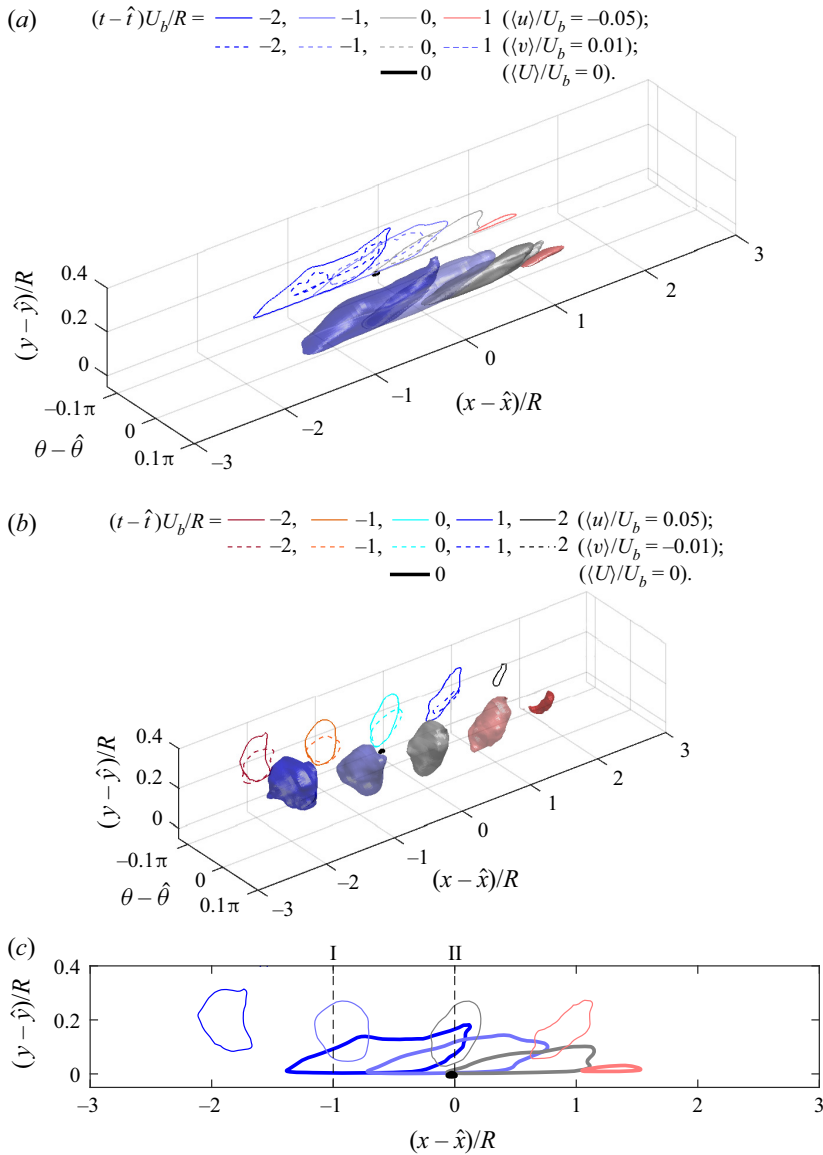 (a) (t – t̂ )U_b/R = –2, –1, 0, 1 (⟨u⟩/U_b = –0.05);
–2, –1, 0, 1 (⟨v⟩/U_b = 0.01);
0 (⟨U⟩/U_b = 0).
3
2
0.4
1
(y – ŷ)/R
0.2
0
0
(x – x̂)/R
–0.1π
–1
0
–2
θ – θ̂
0.1π
–3
(b) (t – t̂ )U_b/R = –2, –1, 0, 1, 2 (⟨u⟩/U_b = 0.05);
–2, –1, 0, 1, 2 (⟨v⟩/U_b = –0.01);
0 (⟨U⟩/U_b = 0).
3
2
0.4
1
(y – ŷ)/R
0.2
0
0
–0.1π
–1
(x – x̂)/R
0
–2
θ – θ̂
0.1π
–3
(c) I II
0.4
(y – ŷ)/R
0.2
0
–3 –2 –1 0 1 2 3
(x – x̂)/R